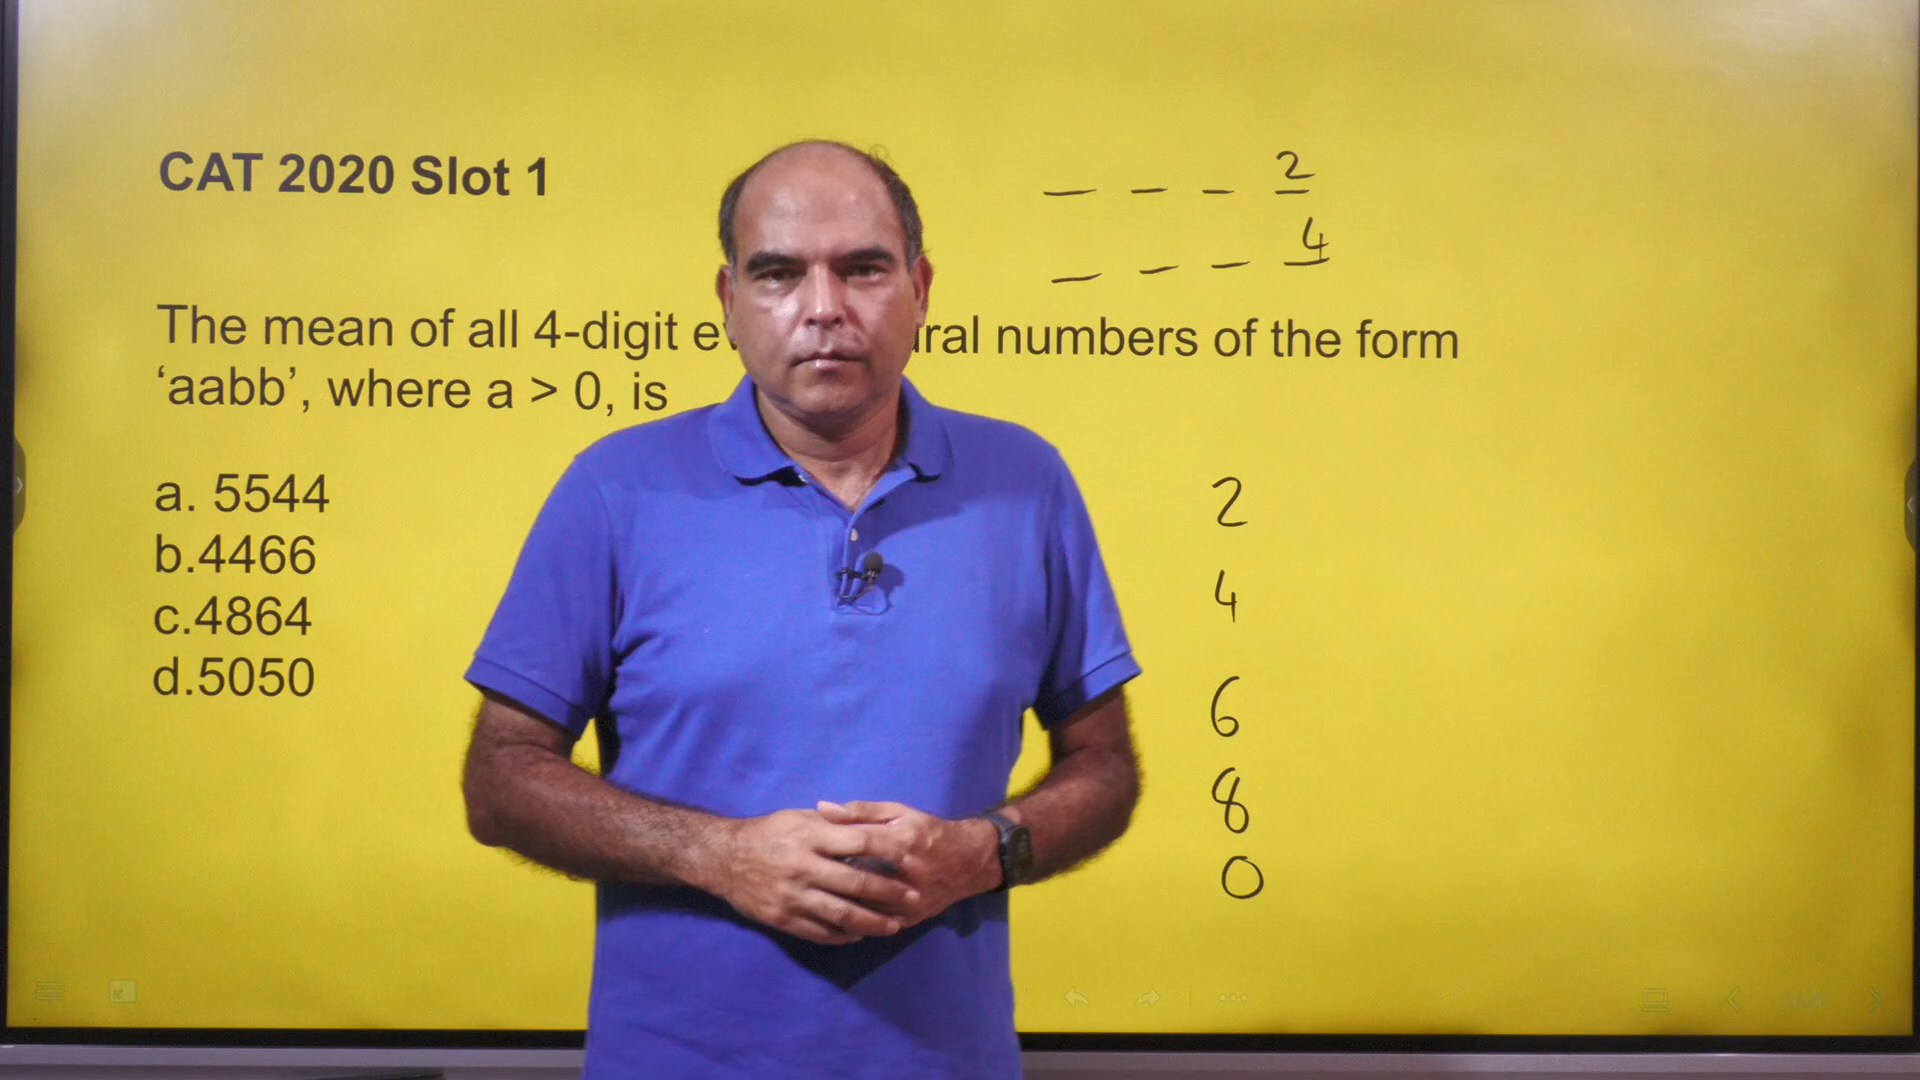 CAT 2020 Slot 1
_ _ _ 2
_ _ _ 4
The mean of all 4-digit numbers of the form
‘aabb’, where a > 0, is
a. 5544
b.4466
c.4864
d.5050
2
4
6
8
0